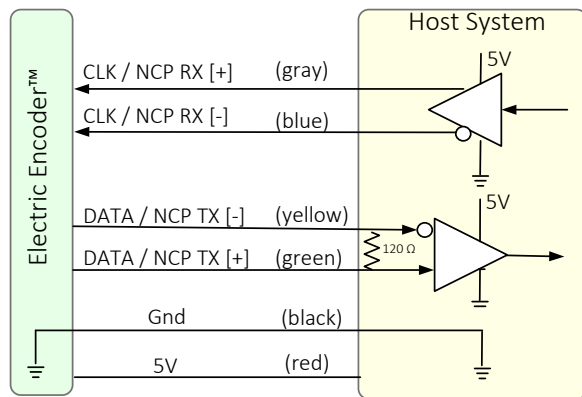 Host System
5V
CLK / NCP RX [+] (gray)
CLK / NCP RX [-] (blue)
Electric Encoder™
5V
DATA / NCP TX [-] (yellow)
120 Ω
DATA / NCP TX [+] (green)
Gnd (black)
5V (red)